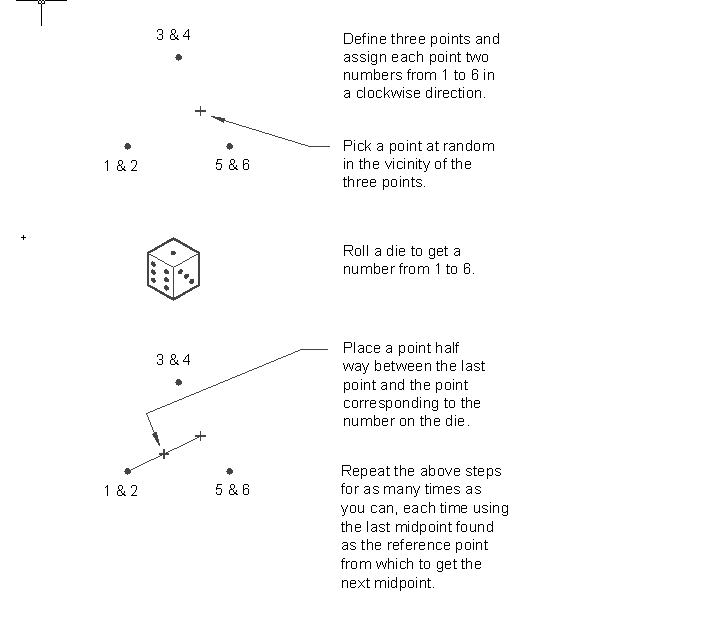 3 & 4
Define three points and
assign each point two
numbers from 1 to 6 in
a clockwise direction.
Pick a point at random
in the vicinity of the
three points.
1 & 2
5 & 6
Roll a die to get a
number from 1 to 6.
Place a point half
way between the last
point and the point
corresponding to the
number on the die.
3 & 4
1 & 2
5 & 6
Repeat the above steps
for as many times as
you can, each time using
the last midpoint found
as the reference point
from which to get the
next midpoint.